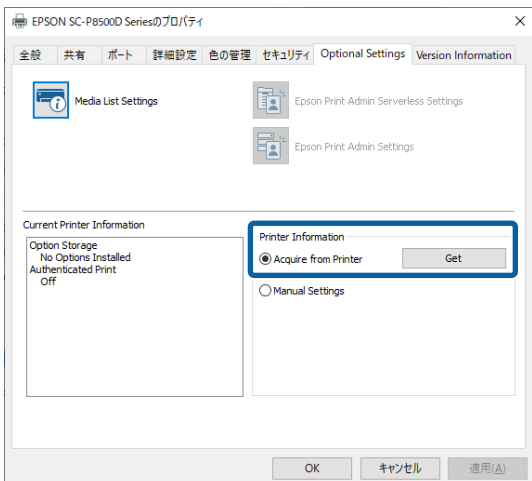 EPSON SC-P8500D Seriesのプロパティ
全般 共有 ポート 詳細設定 色の管理 セキュリティ Optional Settings Version Information
Media List Settings
Epson Print Admin Serverless Settings
Epson Print Admin Settings
Current Printer Information
Option Storage
No Options Installed
Authenticated Print
Off
Printer Information
Acquire from Printer
Get
Manual Settings
OK キャンセル 適用(A)